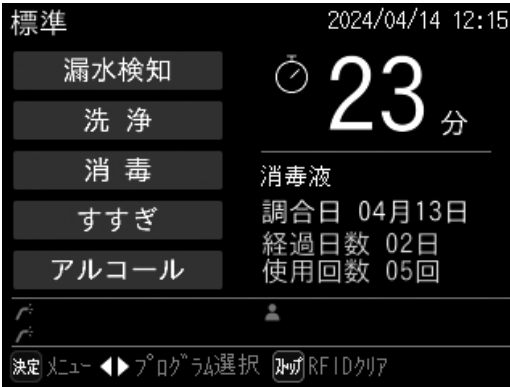 標準 2024/04/14 12:15
漏水検知
洗 浄
消 毒
すすぎ
アルコール
23分
消毒液
調合日 04月13日
経過日数 02日
使用回数 05回
決定 メニュー ◀▶プログラム選択 ストップ RFIDクリア